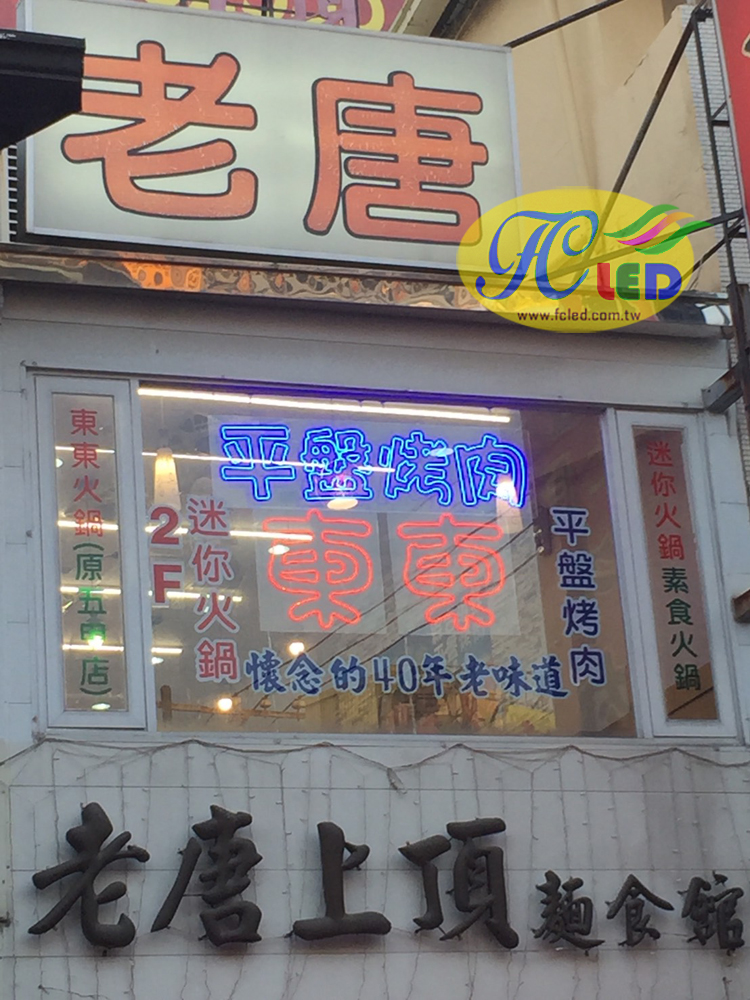 老唐
FC LED
www.fcled.com.tw
東東火鍋(原五中店)
2F
迷你火鍋
平盤烤肉
東東
平盤烤肉
懷念的40年老味道
迷你火鍋素食火鍋
老唐上頂麵食館